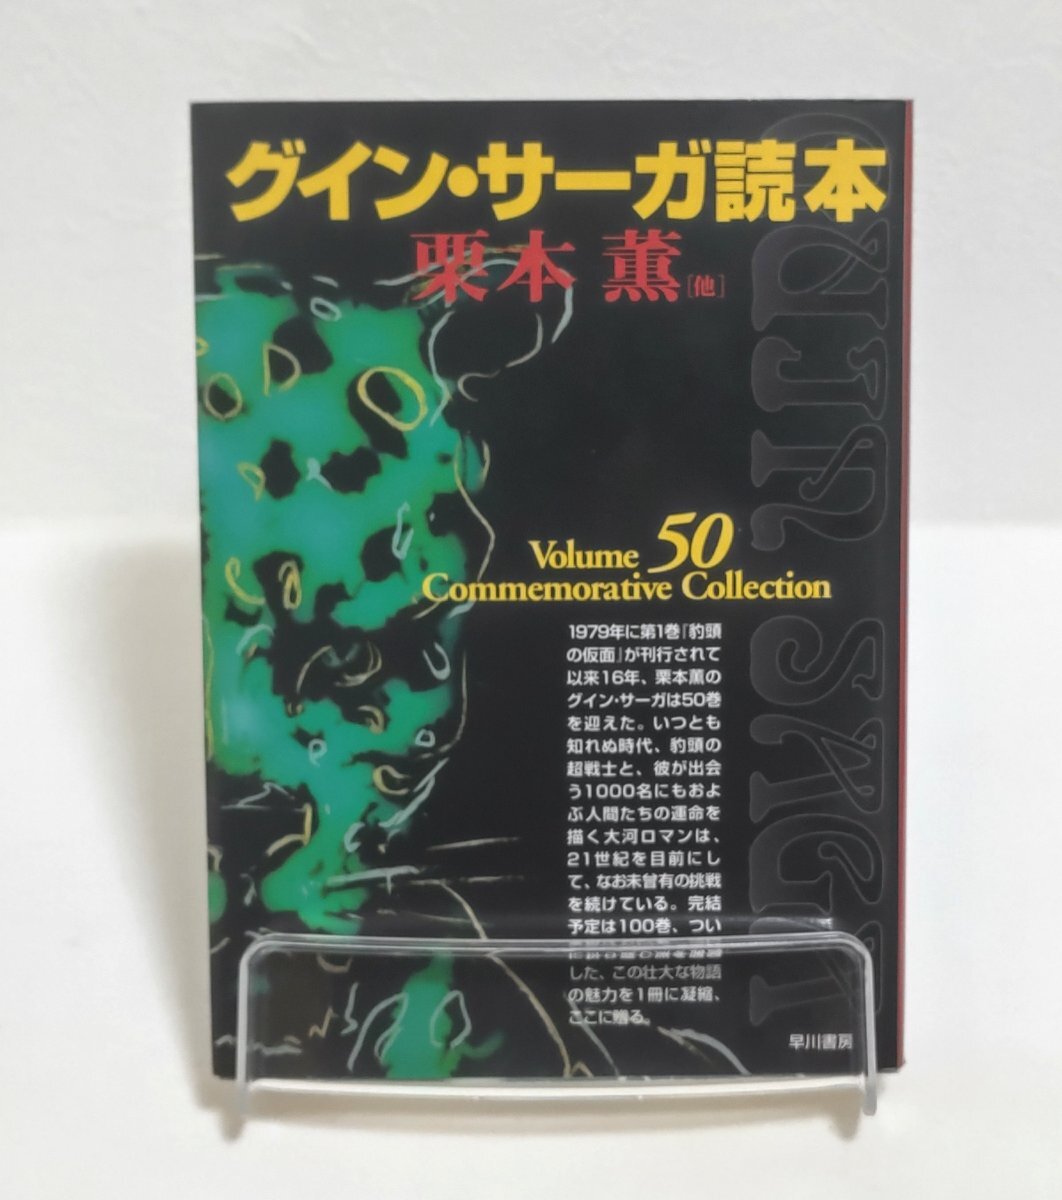 グイン・サーガ読本
栗本 薫[他]
GUIN SAGA
Volume 50
Commemorative Collection
1979年に第1巻『豹頭
の仮面』が刊行されて
以来16年、栗本薫の
グイン・サーガは50巻
を迎えた。いつとも
知れぬ時代、豹頭の
超戦士と、彼が出会
う1000名にもおよ
ぶ人間たちの運命を
描く大河ロマンは、
21世紀を目前にし
て、なお未曾有の挑戦
を続けている。完結
予定は100巻、つい
した、この壮大な物語
の魅力を1冊に凝縮、
ここに贈る。
早川書房